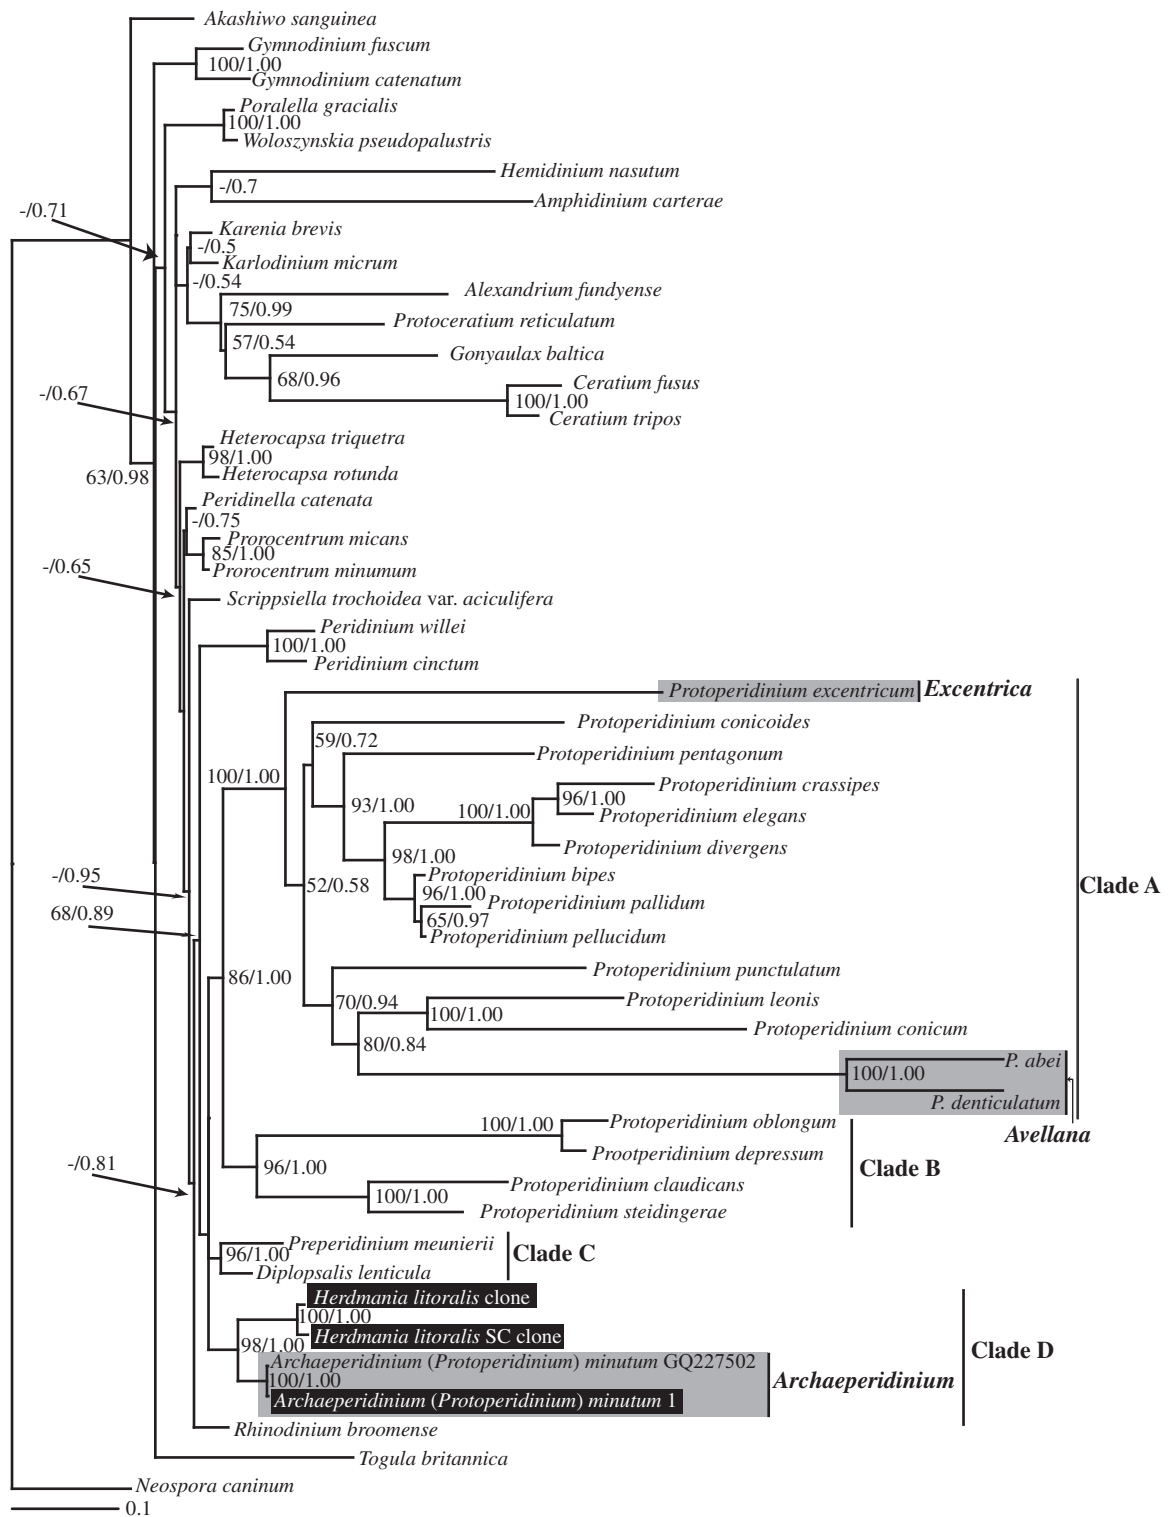 Akashiwo sanguinea
Gymnodinium fuscum
100/1.00
Gymnodinium catenatum
Poralella gracialis
100/1.00
Woloszynskia pseudopalustris
Hemidinium nasutum
-/0.7
Amphidinium carterae
-/0.71
Karenia brevis
-/0.5
Karlodinium micrum
-/0.54
Alexandrium fundyense
75/0.99
Protoceratium reticulatum
57/0.54
Gonyaulax baltica
68/0.96
Ceratium fusus
-/0.67
100/1.00
Ceratium tripos
Heterocapsa triquetra
98/1.00
Heterocapsa rotunda
63/0.98
Peridinella catenata
-/0.75
Prorocentrum micans
85/1.00
-/0.65
Prorocentrum minumum
Scrippsiella trochoidea var. aciculifera
Peridinium willei
100/1.00
Peridinium cinctum
Protoperidinium excentricum Excentrica
Protoperidinium conicoides
59/0.72
Protoperidinium pentagonum
100/1.00
Protoperidinium crassipes
96/1.00
93/1.00
100/1.00
Protoperidinium elegans
Protoperidinium divergens
98/1.00
-/0.95
Protoperidinium bipes
52/0.58
Clade A
96/1.00
Protoperidinium pallidum
68/0.89
65/0.97
Protoperidinium pellucidum
Protoperidinium punctulatum
86/1.00
Protoperidinium leonis
70/0.94
100/1.00
Protoperidinium conicum
80/0.84
P. abei
100/1.00
P. denticulatum
Protoperidinium oblongum
100/1.00
Avellana
Prootperidinium depressum
-/0.81
96/1.00
Clade B
Protoperidinium claudicans
100/1.00
Protoperidinium steidingerae
Preperidinium meunierii
96/1.00
Clade C
Diplopsalis lenticula
Herdmania litoralis clone
100/1.00
Herdmania litoralis SC clone
98/1.00
Clade D
Archaeperidinium (Protoperidinium) minutum GQ227502
100/1.00
Archaeperidinium
Archaeperidinium (Protoperidinium) minutum 1
Rhinodinium broomense
Togula britannica
Neospora caninum
0.1